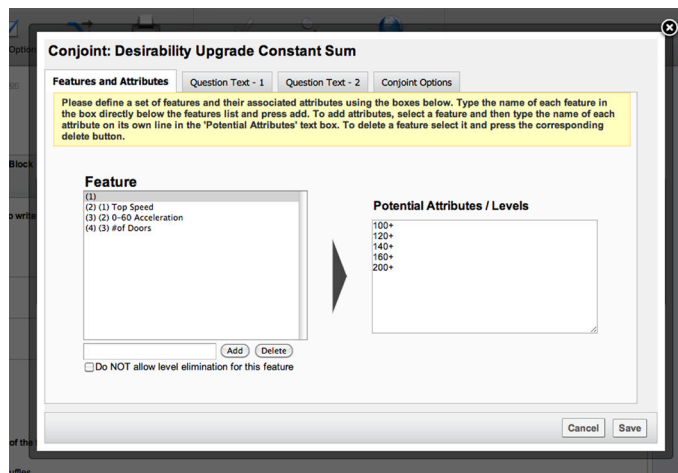 Option
Conjoint: Desirability Upgrade Constant Sum
Features and Attributes
Question Text - 1
Question Text - 2
Conjoint Options
Please define a set of features and their associated attributes using the boxes below. Type the name of each feature in
the box directly below the features list and press add. To add attributes, select a feature and then type the name of each
attribute on its own line in the 'Potential Attributes' text box. To delete a feature select it and press the corresponding
delete button.
Block
Feature
(1)
(2) (1) Top Speed
(3) (2) 0-60 Acceleration
(4) (3) #of Doors
Potential Attributes / Levels
100+
120+
140+
160+
200+
o write
Add
Delete
Do NOT allow level elimination for this feature
Cancel
Save
of the